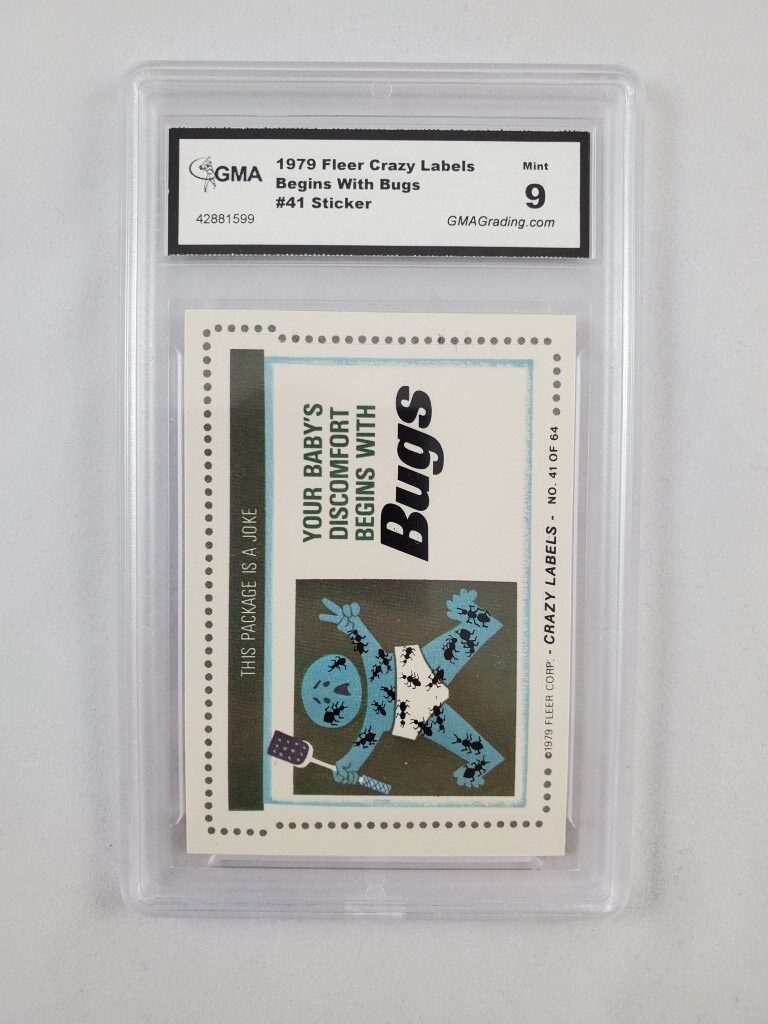 GMA
1979 Fleer Crazy Labels
Begins With Bugs
#41 Sticker
42881599
Mint
9
GMAGrading.com
THIS PACKAGE IS A JOKE
YOUR BABY'S
DISCOMFORT
BEGINS WITH
Bugs
©1979 FLEER CORP. - CRAZY LABELS - NO. 41 OF 64